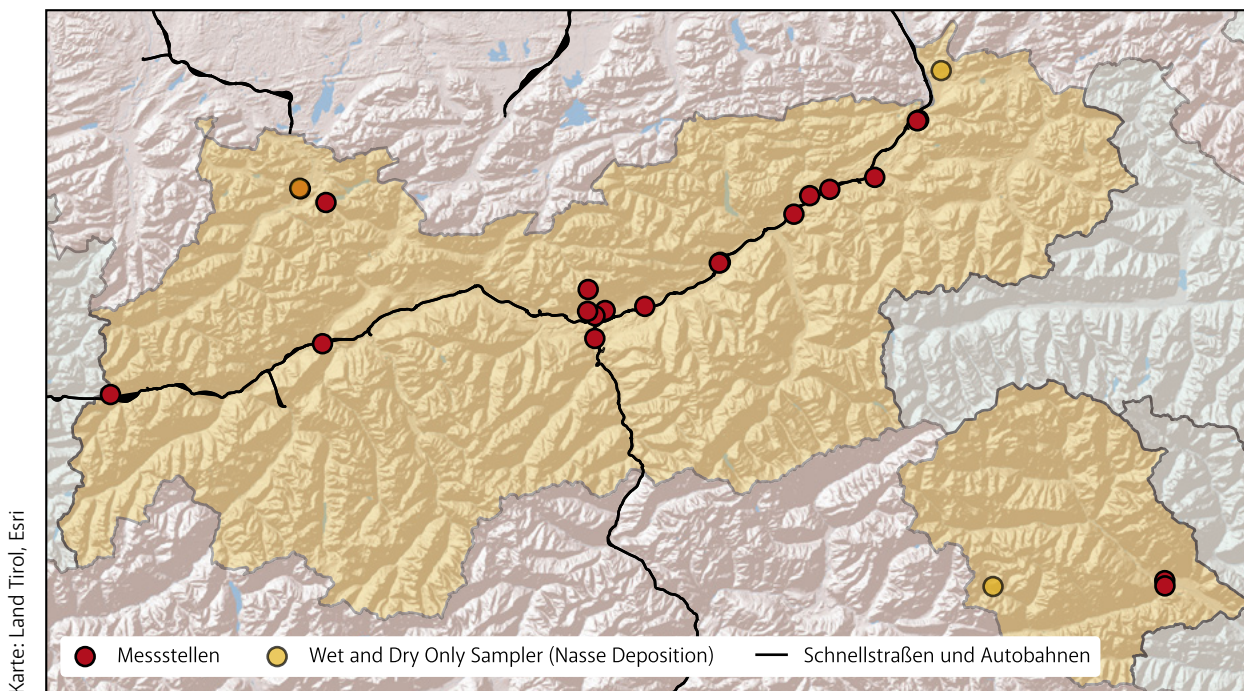 Karte: Land Tirol, Esri
Messstellen
Wet and Dry Only Sampler (Nasse Deposition)
Schnellstraßen und Autobahnen